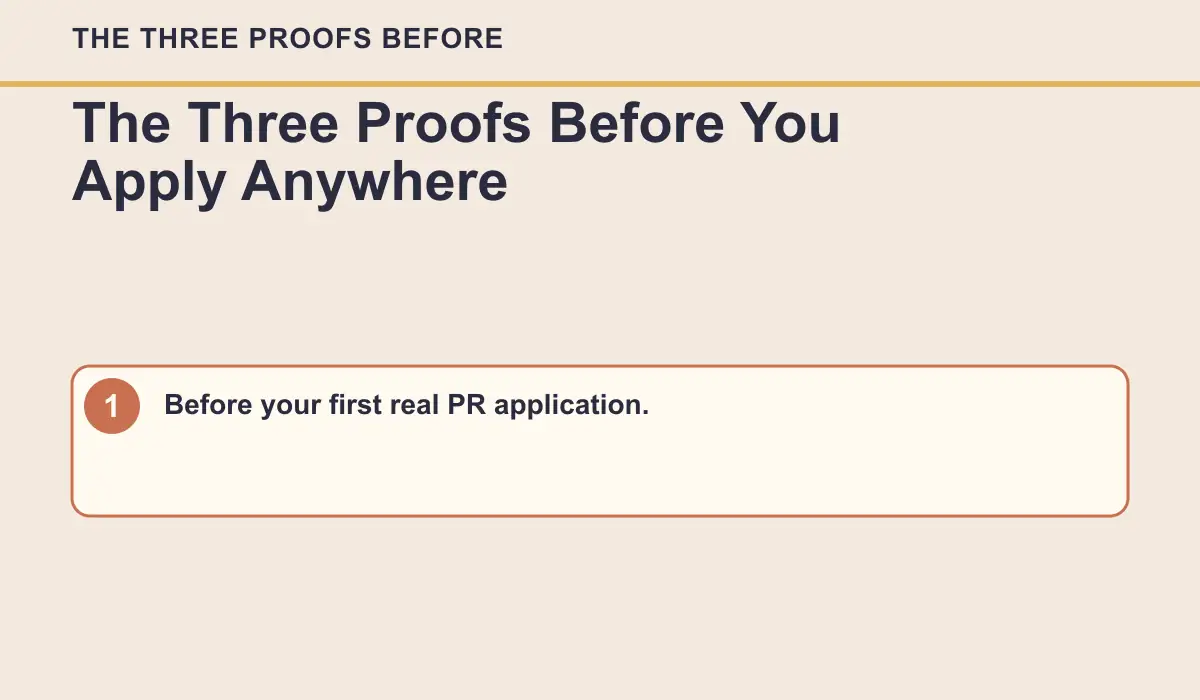 THE THREE PROOFS BEFORE
The Three Proofs Before You
Apply Anywhere
1
Before your first real PR application.